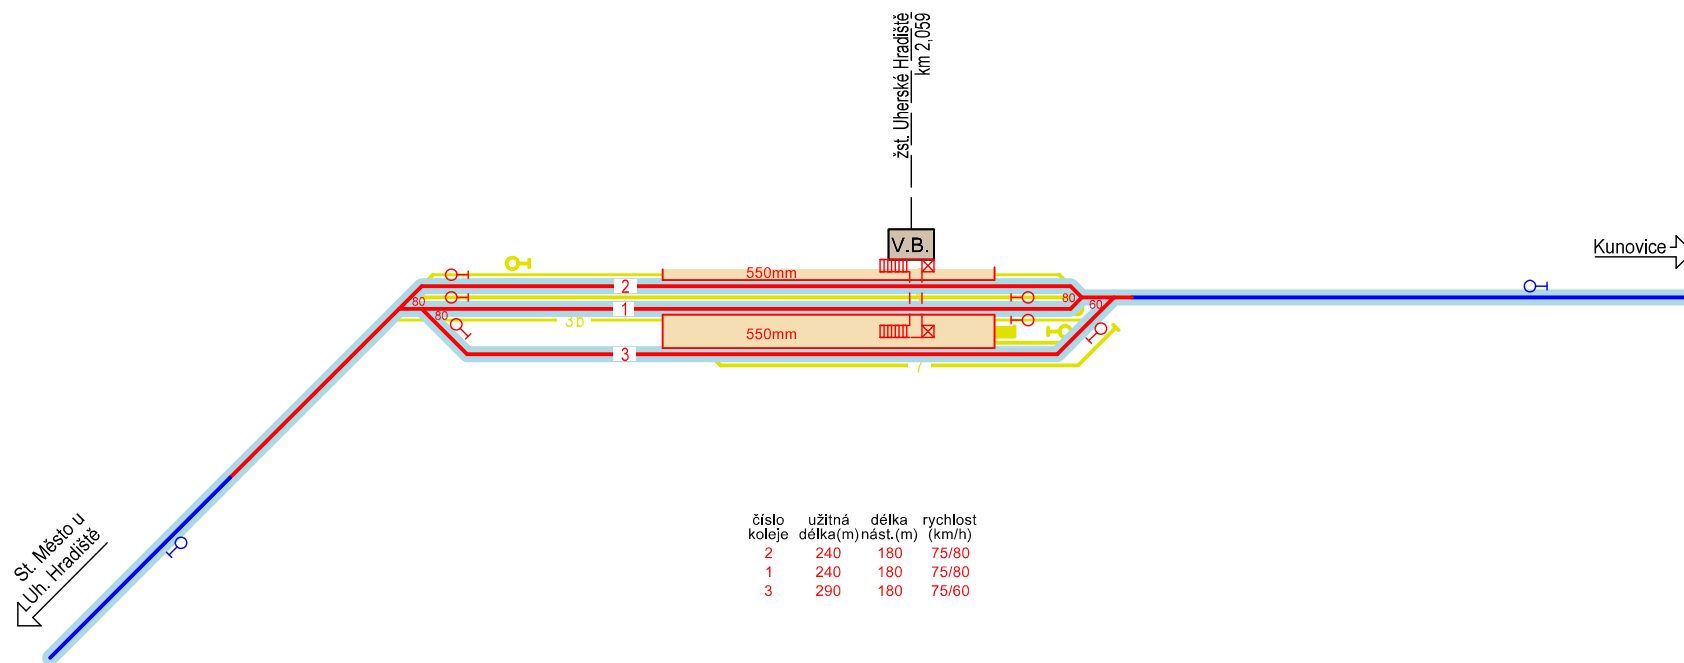 žst. Uherské Hradiště
km 2,059
V.B.
Kunovice
550mm
2
80
80
1
80
60
3b
550mm
3
7
St. Město u
Uh. Hradiště
číslo koleje užitná délka(m) délka nást.(m) rychlost (km/h)
2 240 180 75/80
1 240 180 75/80
3 290 180 75/60